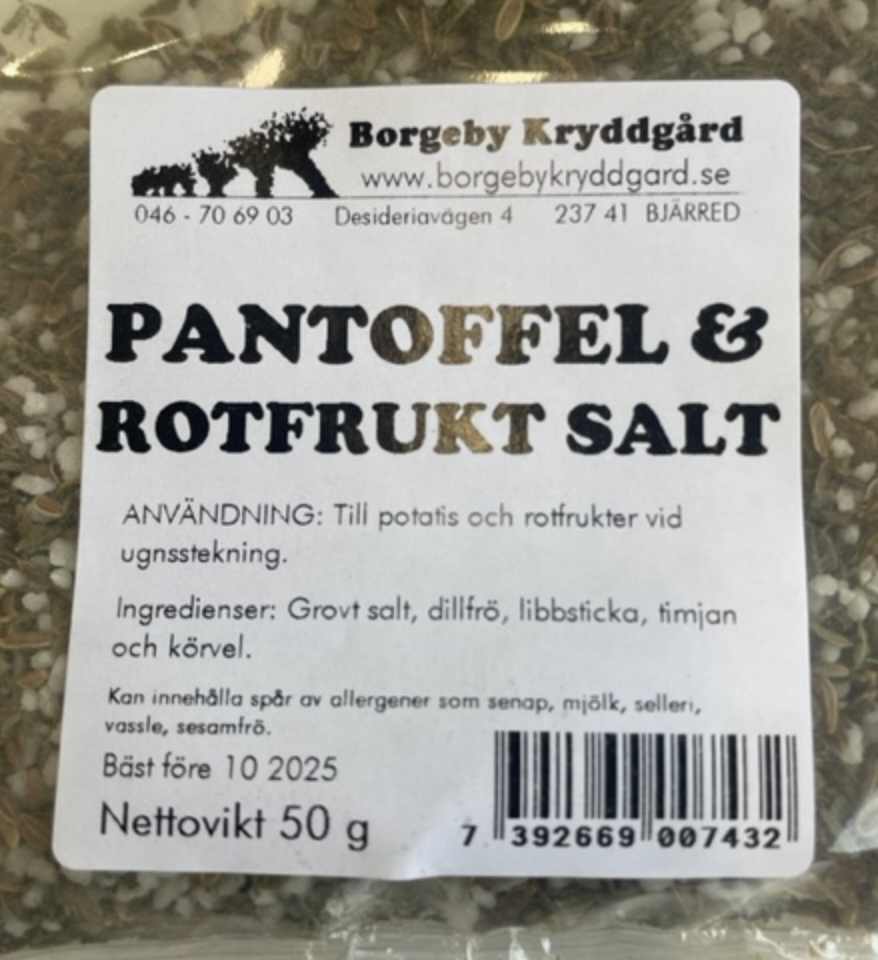 Borgeby Kryddgård
www.borgebykryddgard.se
046 - 70 69 03 Desideriavägen 4 237 41 BJÄRRED
PANTOFFEL &
ROTFRUKT SALT
ANVÄNDNING: Till potatis och rotfrukter vid
ugnsstekning.
Ingredienser: Grovt salt, dillfrö, libbsticka, timjan
och körvel.
Kan innehålla spår av allergener som senap, mjölk, selleri,
vassle, sesamfrö.
Bäst före 10 2025
Nettovikt 50 g
7 392669 007432